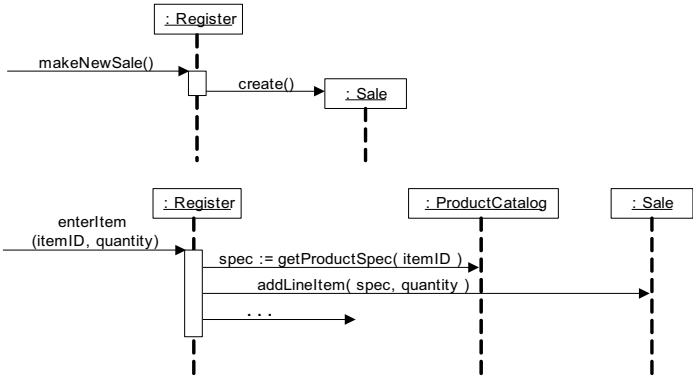 : Register
makeNewSale()
create()
: Sale
: Register
: ProductCatalog
: Sale
enterItem
(itemID, quantity)
spec := getProductSpec( itemID )
addLineItem( spec, quantity )
. . .